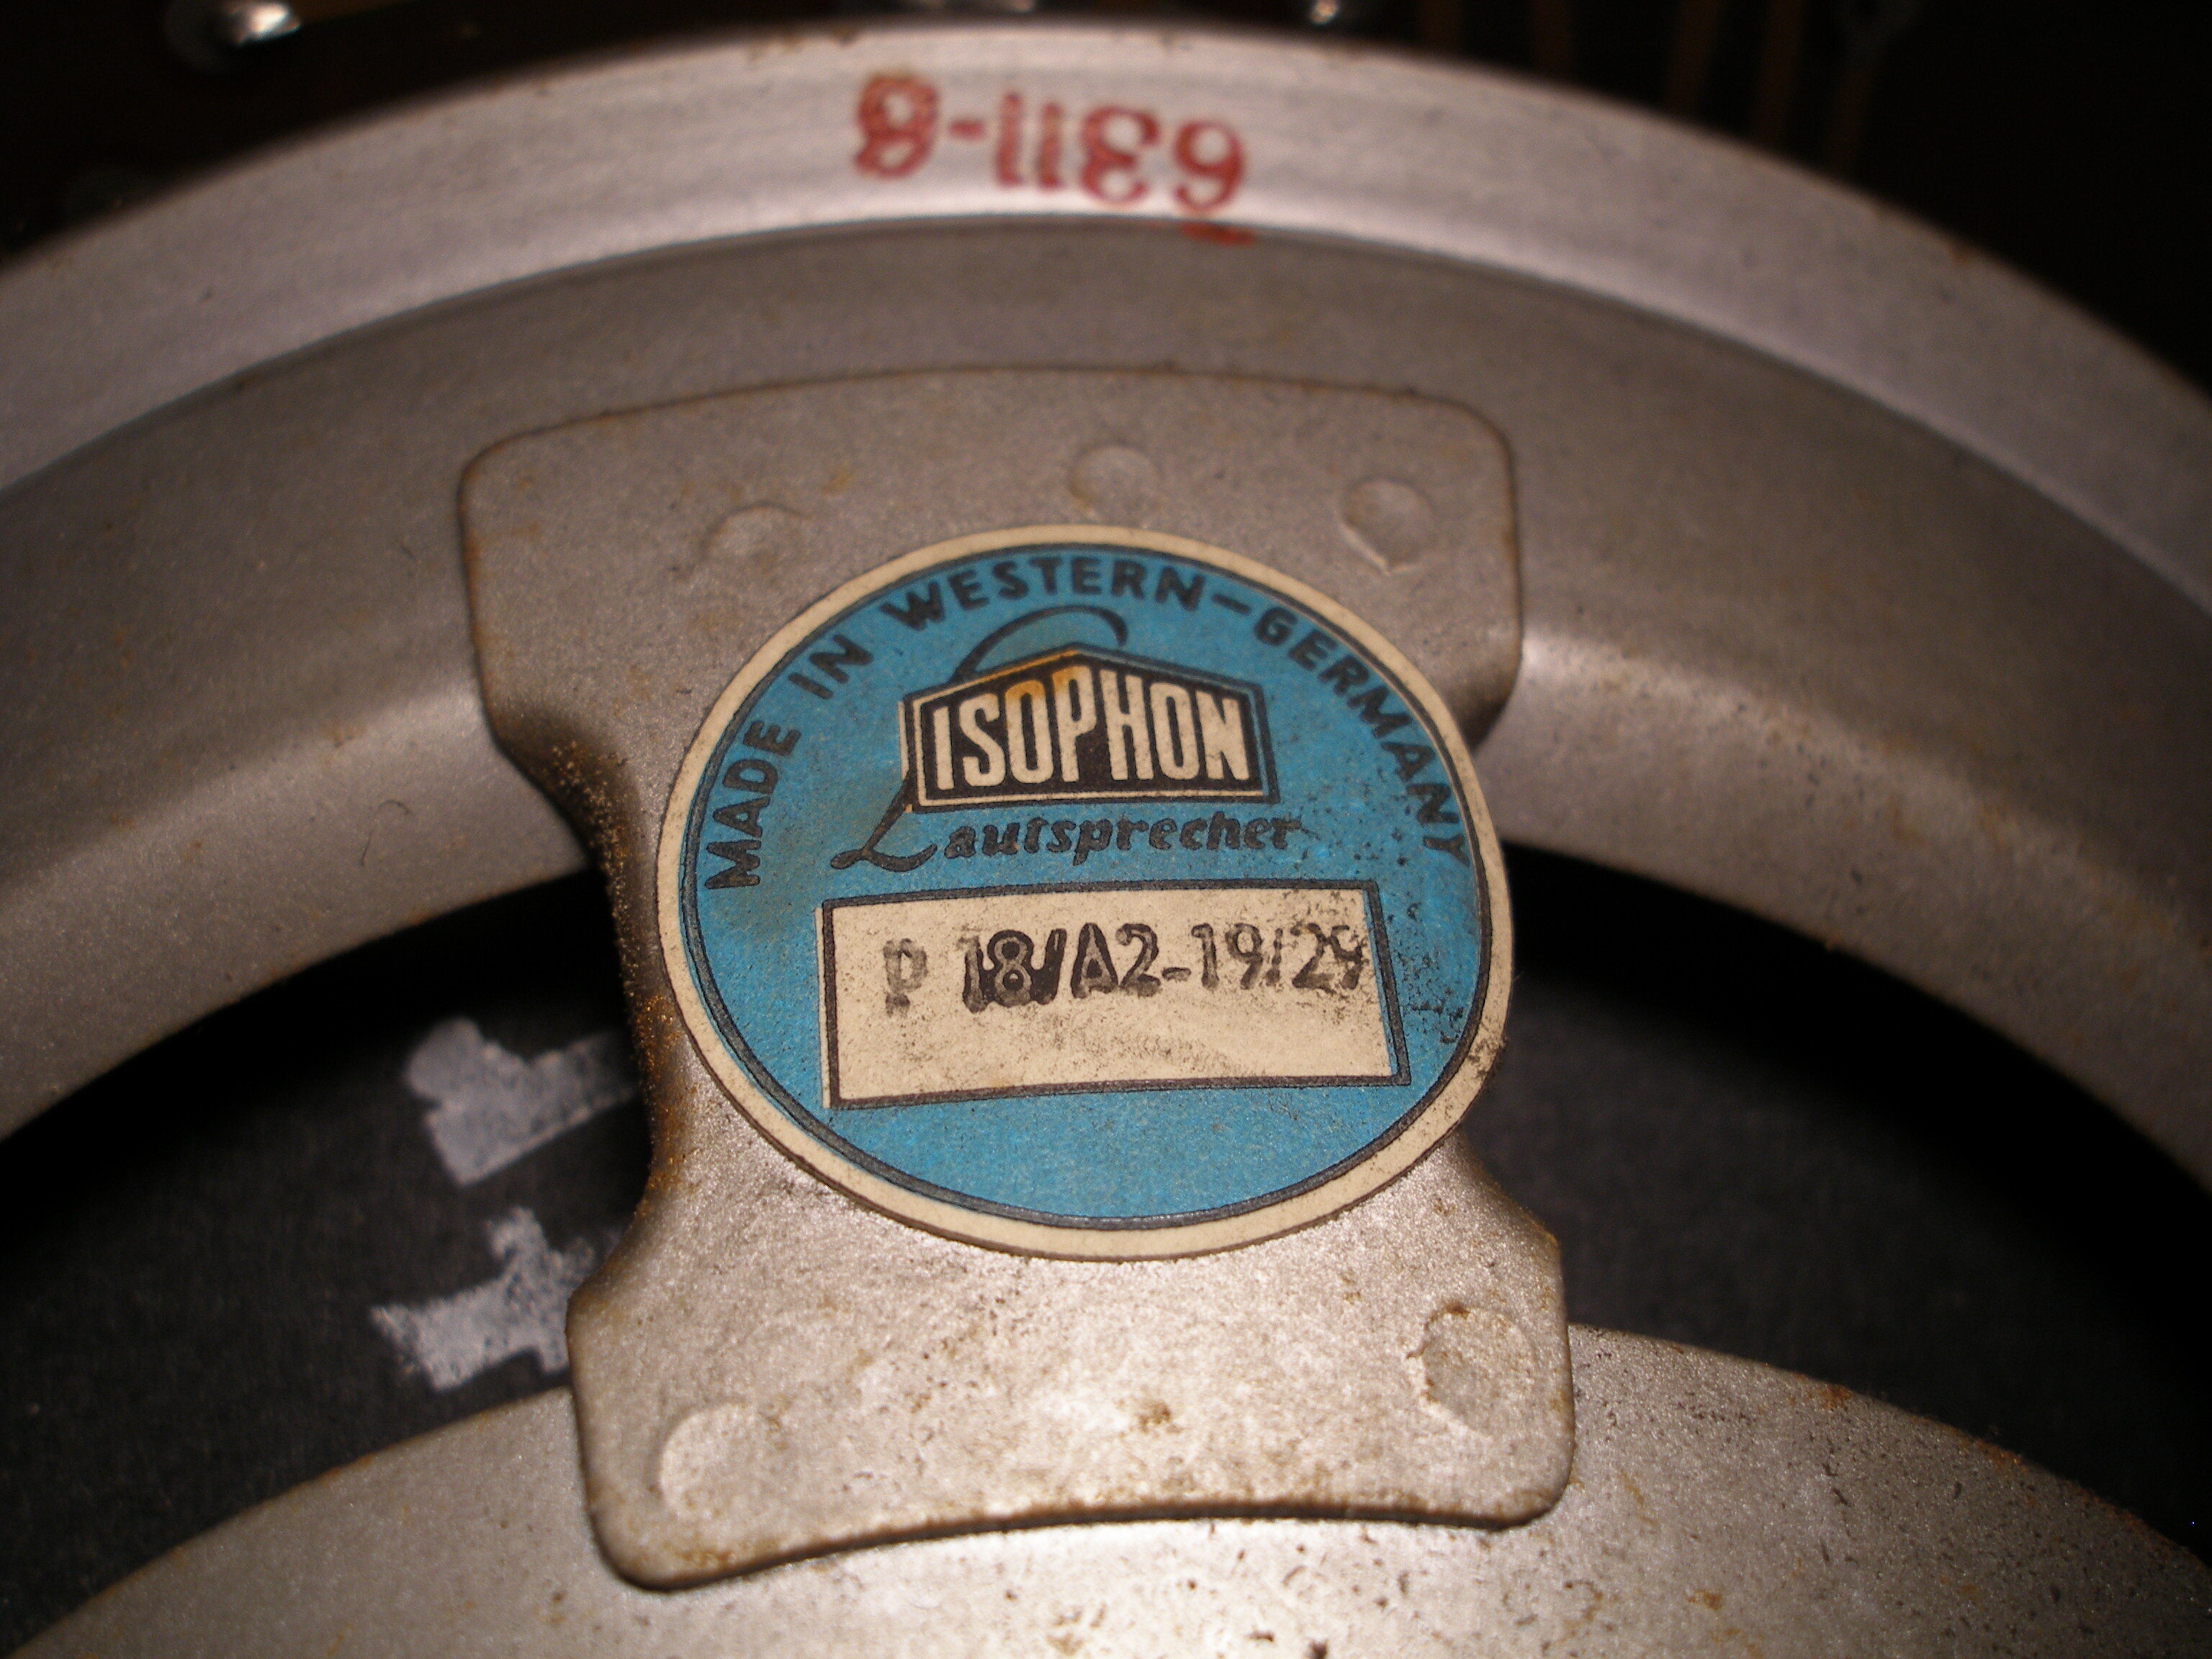 6311-8
MADE IN WESTERN-GERMANY
ISOPHON
Lautsprecher
P 18/A2-19/29